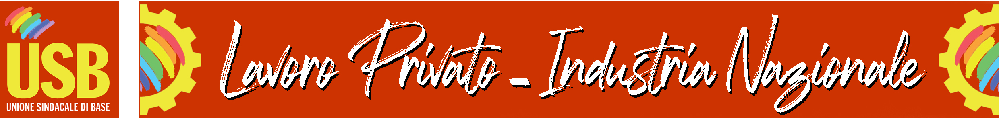 USB
UNIONE SINDACALE DI BASE
Lavoro Privato - Industria Nazionale